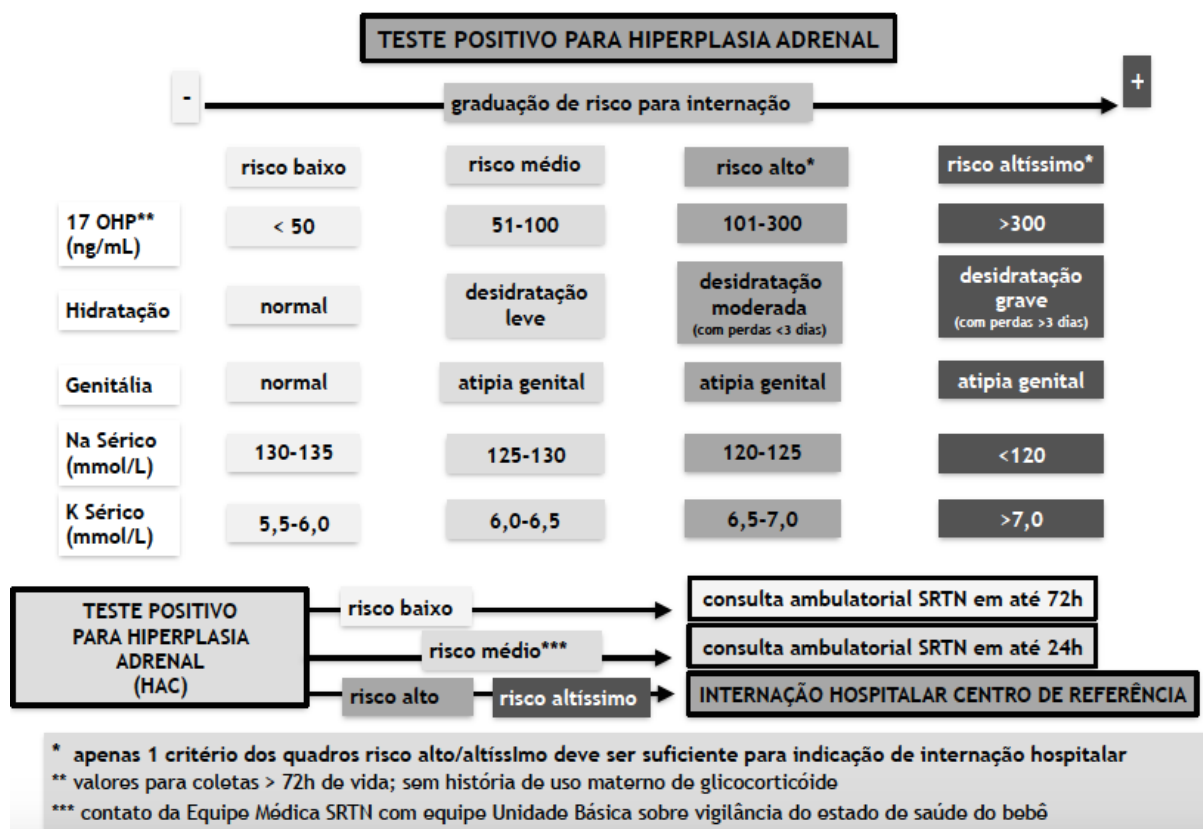 TESTE POSITIVO PARA HIPERPLASIA ADRENAL
-
graduação de risco para internação
+
risco baixo
risco médio
risco alto*
risco altíssimo*
17 OHP**
(ng/mL)
< 50
51-100
101-300
>300
Hidratação
normal
desidratação
leve
desidratação
moderada
(com perdas <3 dias)
desidratação
grave
(com perdas >3 dias)
Genitália
normal
atipia genital
atipia genital
atipia genital
Na Sérico
(mmol/L)
130-135
125-130
120-125
<120
K Sérico
(mmol/L)
5,5-6,0
6,0-6,5
6,5-7,0
>7,0
TESTE POSITIVO
PARA HIPERPLASIA
ADRENAL
(HAC)
risco baixo
consulta ambulatorial SRTN em até 72h
risco médio***
consulta ambulatorial SRTN em até 24h
risco alto
risco altíssimo
INTERNAÇÃO HOSPITALAR CENTRO DE REFERÊNCIA
* apenas 1 critério dos quadros risco alto/altíssImo deve ser suficiente para indicação de internação hospitalar
** valores para coletas > 72h de vida; sem história de uso materno de glicocorticóide
*** contato da Equipe Médica SRTN com equipe Unidade Básica sobre vigilância do estado de saúde do bebê